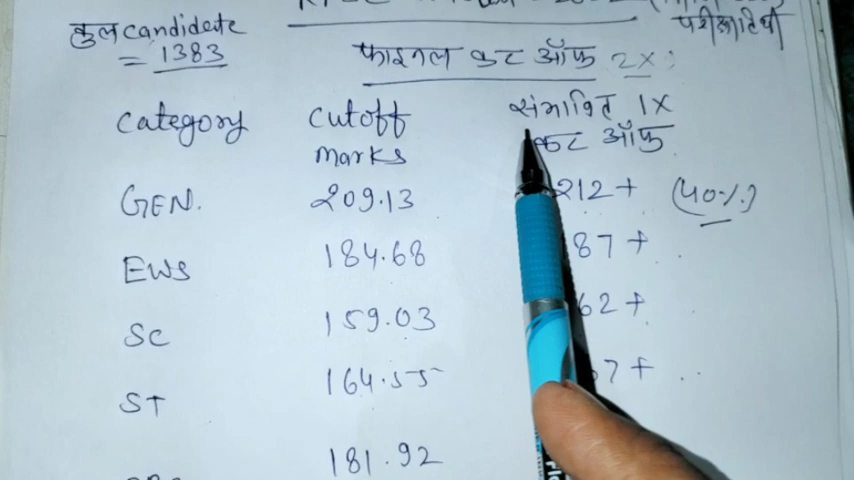 कुल candidate
= 1383
परीक्षार्थियों
फाइनल कट ऑफ 2X:
Category Cutoff marks संभावित 1X कट ऑफ
GEN. 209.13 212+ (40%)
EWS 184.68 87+
SC 159.03 62+
ST 164.55 67+
181.92